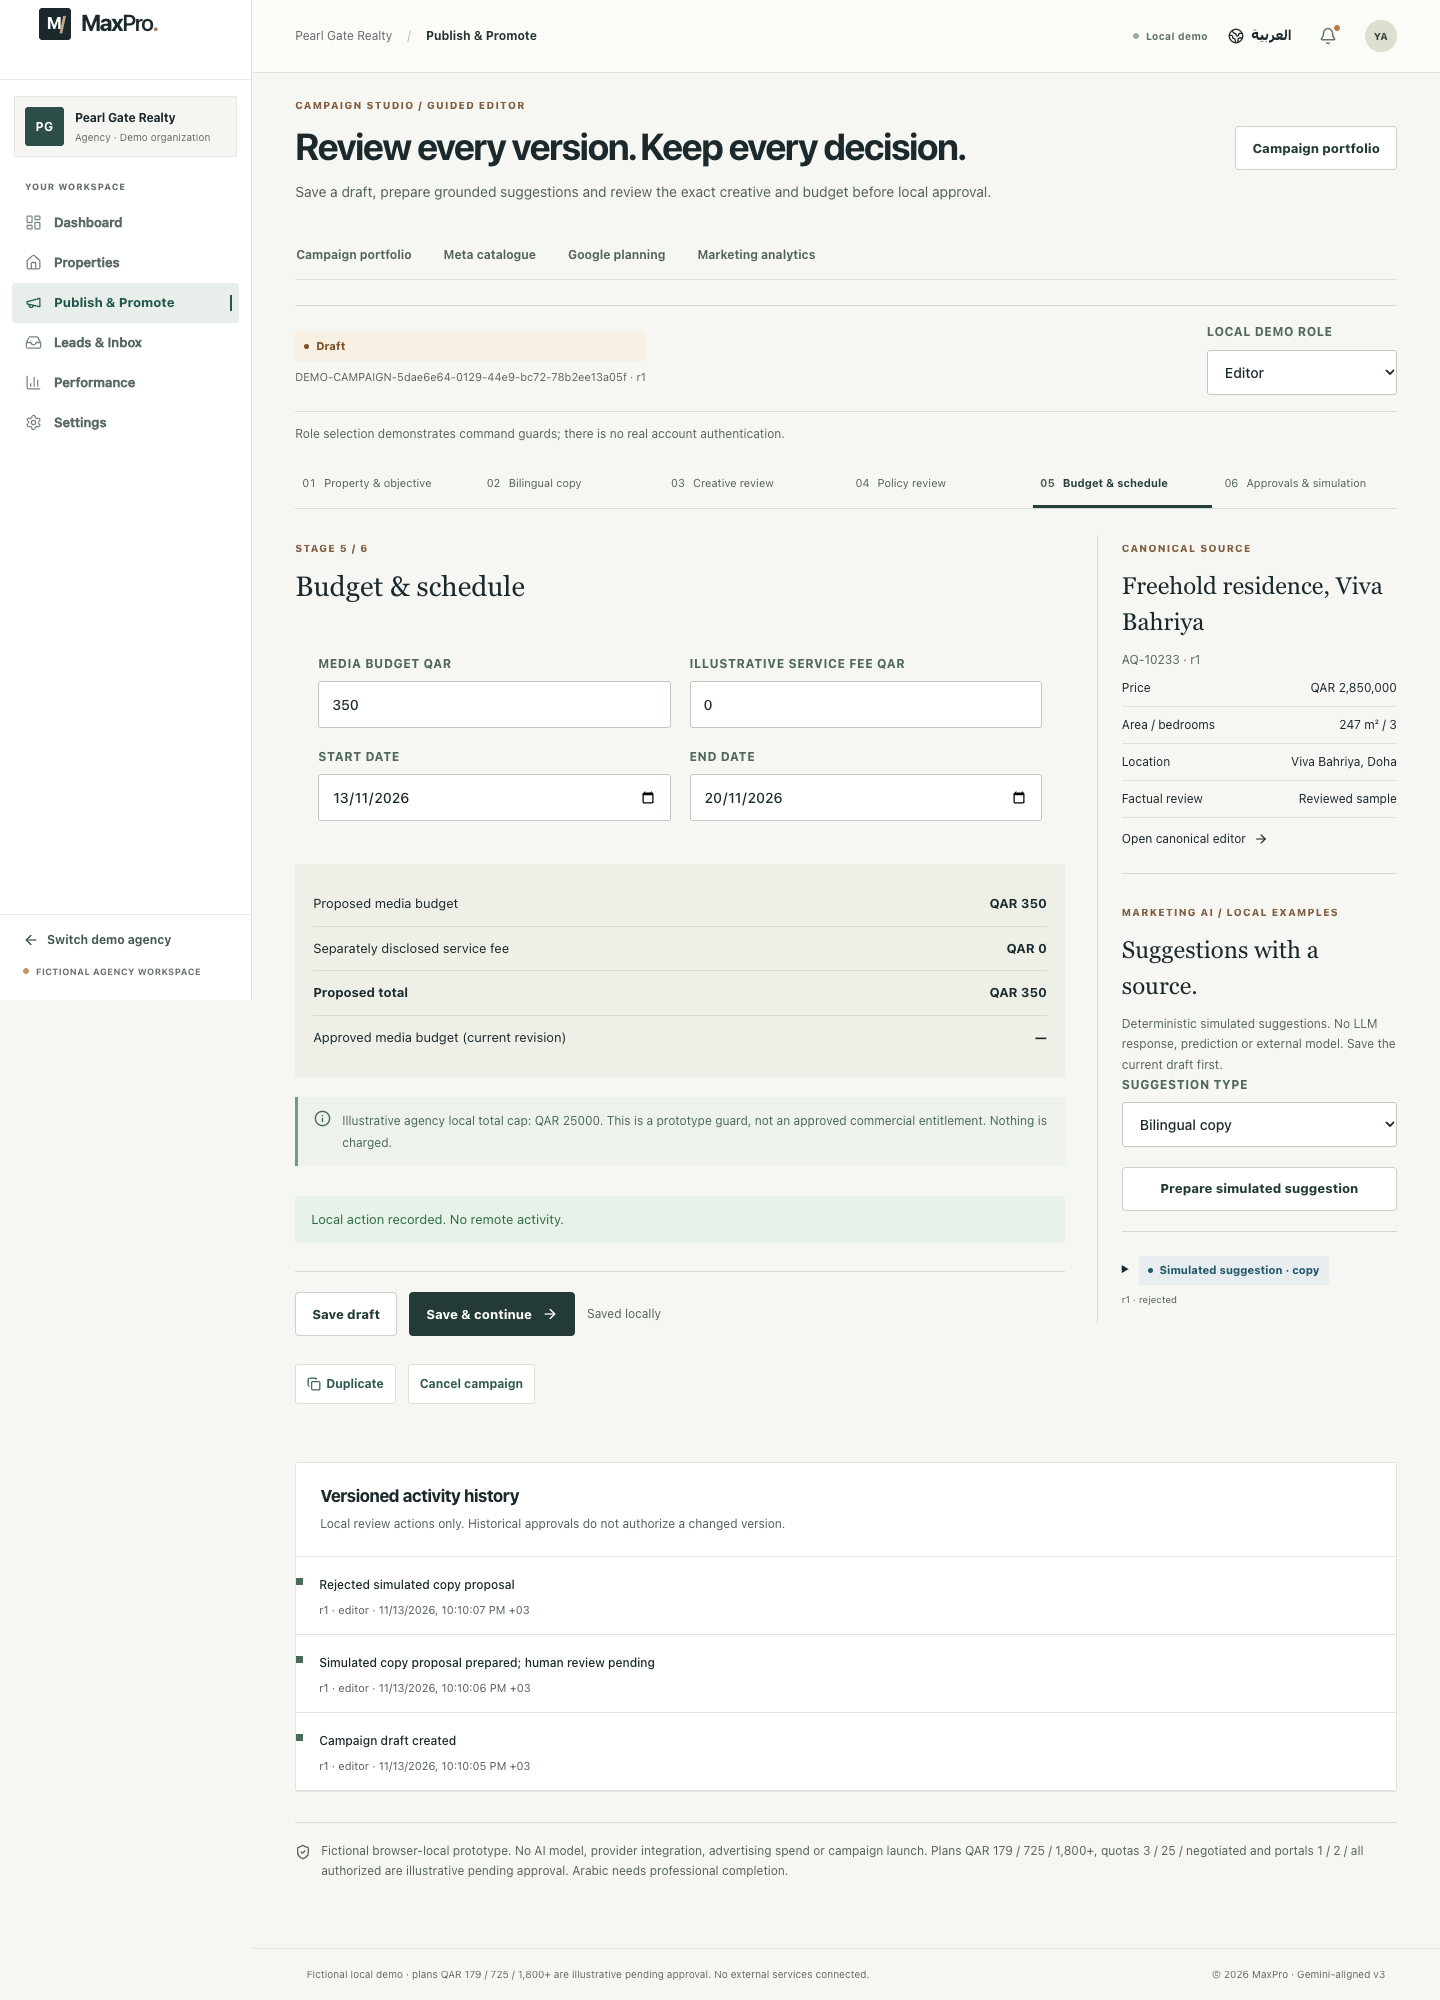 M/ MaxPro.
PG
Pearl Gate Realty
Agency · Demo organization
YOUR WORKSPACE
Dashboard
Properties
Publish & Promote
Leads & Inbox
Performance
Settings
Switch demo agency
FICTIONAL AGENCY WORKSPACE
Pearl Gate Realty / Publish & Promote
Local demo
العربية
YA
CAMPAIGN STUDIO / GUIDED EDITOR
Review every version. Keep every decision.
Save a draft, prepare grounded suggestions and review the exact creative and budget before local approval.
Campaign portfolio
Campaign portfolio Meta catalogue Google planning Marketing analytics
Draft
DEMO-CAMPAIGN-5dae6e64-0129-44e9-bc72-78b2ee13a05f · r1
LOCAL DEMO ROLE
Editor
Role selection demonstrates command guards; there is no real account authentication.
01 Property & objective 02 Bilingual copy 03 Creative review 04 Policy review 05 Budget & schedule 06 Approvals & simulation
STAGE 5 / 6
Budget & schedule
MEDIA BUDGET QAR
350
ILLUSTRATIVE SERVICE FEE QAR
0
START DATE
13/11/2026
END DATE
20/11/2026
Proposed media budget QAR 350
Separately disclosed service fee QAR 0
Proposed total QAR 350
Approved media budget (current revision) —
Illustrative agency local total cap: QAR 25000. This is a prototype guard, not an approved commercial entitlement. Nothing is
charged.
Local action recorded. No remote activity.
Save draft
Save & continue
Saved locally
Duplicate
Cancel campaign
CANONICAL SOURCE
Freehold residence, Viva
Bahriya
AQ-10233 · r1
Price QAR 2,850,000
Area / bedrooms 247 m² / 3
Location Viva Bahriya, Doha
Factual review Reviewed sample
Open canonical editor
MARKETING AI / LOCAL EXAMPLES
Suggestions with a
source.
Deterministic simulated suggestions. No LLM
response, prediction or external model. Save the
current draft first.
SUGGESTION TYPE
Bilingual copy
Prepare simulated suggestion
Simulated suggestion · copy
r1 · rejected
Versioned activity history
Local review actions only. Historical approvals do not authorize a changed version.
Rejected simulated copy proposal
r1 · editor · 11/13/2026, 10:10:07 PM +03
Simulated copy proposal prepared; human review pending
r1 · editor · 11/13/2026, 10:10:06 PM +03
Campaign draft created
r1 · editor · 11/13/2026, 10:10:05 PM +03
Fictional browser-local prototype. No AI model, provider integration, advertising spend or campaign launch. Plans QAR 179 / 725 / 1,800+, quotas 3 / 25 / negotiated and portals 1 / 2 / all
authorized are illustrative pending approval. Arabic needs professional completion.
Fictional local demo · plans QAR 179 / 725 / 1,800+ are illustrative pending approval. No external services connected.
© 2026 MaxPro · Gemini-aligned v3